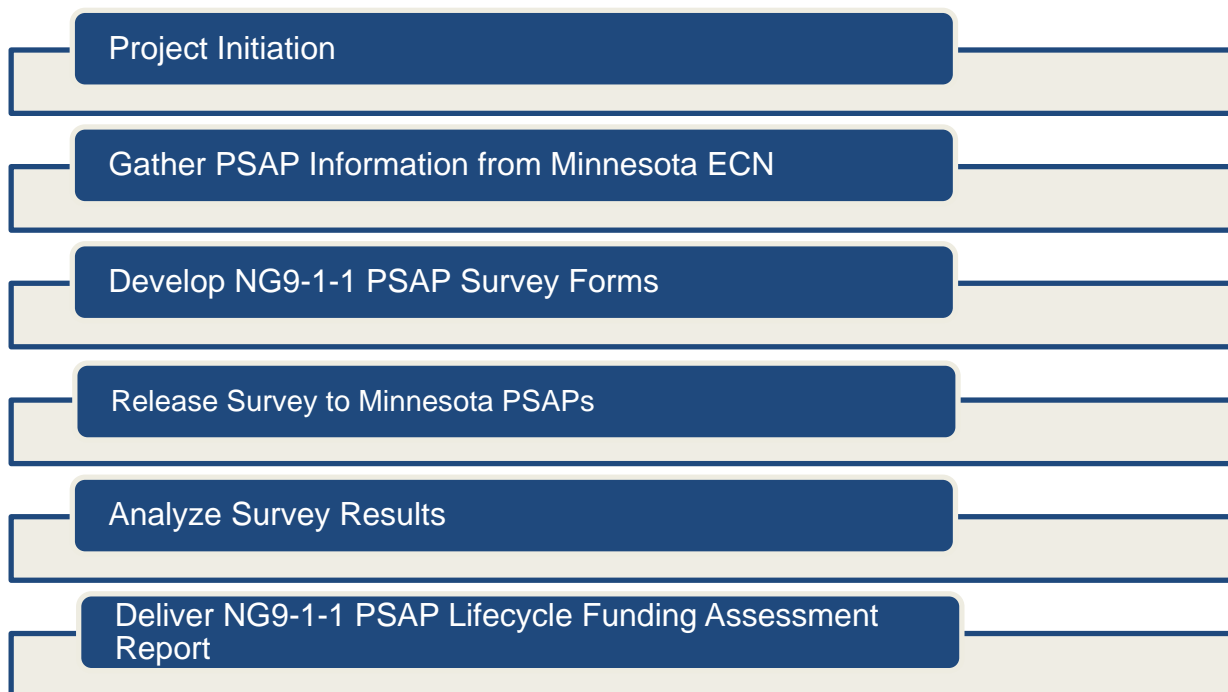 Project Initiation
Gather PSAP Information from Minnesota ECN
Develop NG9-1-1 PSAP Survey Forms
Release Survey to Minnesota PSAPs
Analyze Survey Results
Deliver NG9-1-1 PSAP Lifecycle Funding Assessment
Report